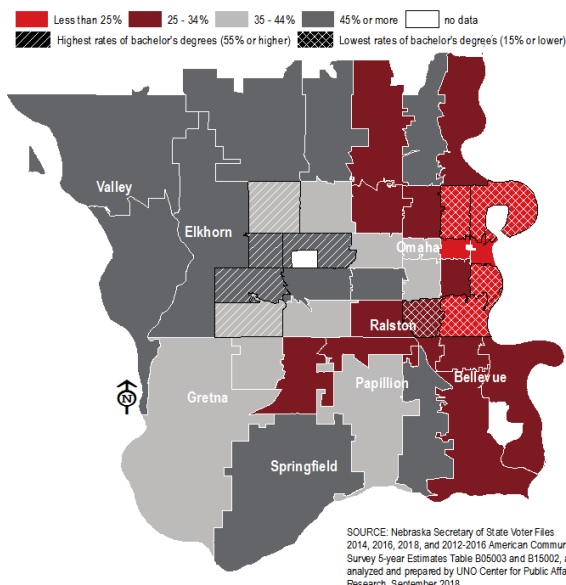 Less than 25% 25 - 34% 35 - 44% 45% or more no data
Highest rates of bachelor's degrees (55% or higher) Lowest rates of bachelor's degrees (15% or lower)
Valley
Elkhorn
Omaha
Ralston
Gretna
Papillion
Bellevue
N
Springfield
SOURCE: Nebraska Secretary of State Voter Files
2014, 2016, 2018, and 2012-2016 American Commun
Survey 5-year Estimates Table B05003 and B15002, a
analyzed and prepared by UNO Center for Public Affa
Research, September 2018